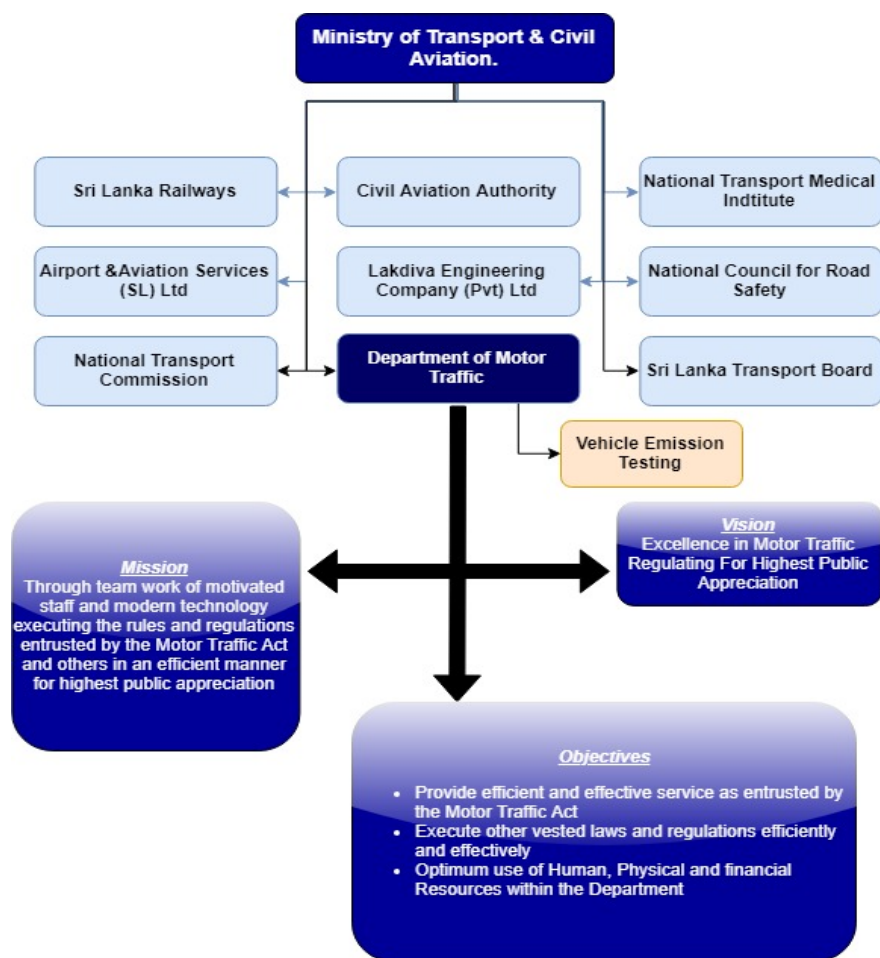 Ministry of Transport & Civil
Aviation.
Sri Lanka Railways
Civil Aviation Authority
National Transport Medical
Indtitute
Airport &Aviation Services
(SL) Ltd
Lakdiva Engineering
Company (Pvt) Ltd
National Council for Road
Safety
National Transport
Commission
Department of Motor
Traffic
Sri Lanka Transport Board
Vehicle Emission
Testing
Mission
Through team work of motivated
staff and modern technology
executing the rules and regulations
entrusted by the Motor Traffic Act
and others in an efficient manner
for highest public appreciation
Vision
Excellence in Motor Traffic
Regulating For Highest Public
Appreciation
Objectives
• Provide efficient and effective service as entrusted by
the Motor Traffic Act
• Execute other vested laws and regulations efficiently
and effectively
• Optimum use of Human, Physical and financial
Resources within the Department